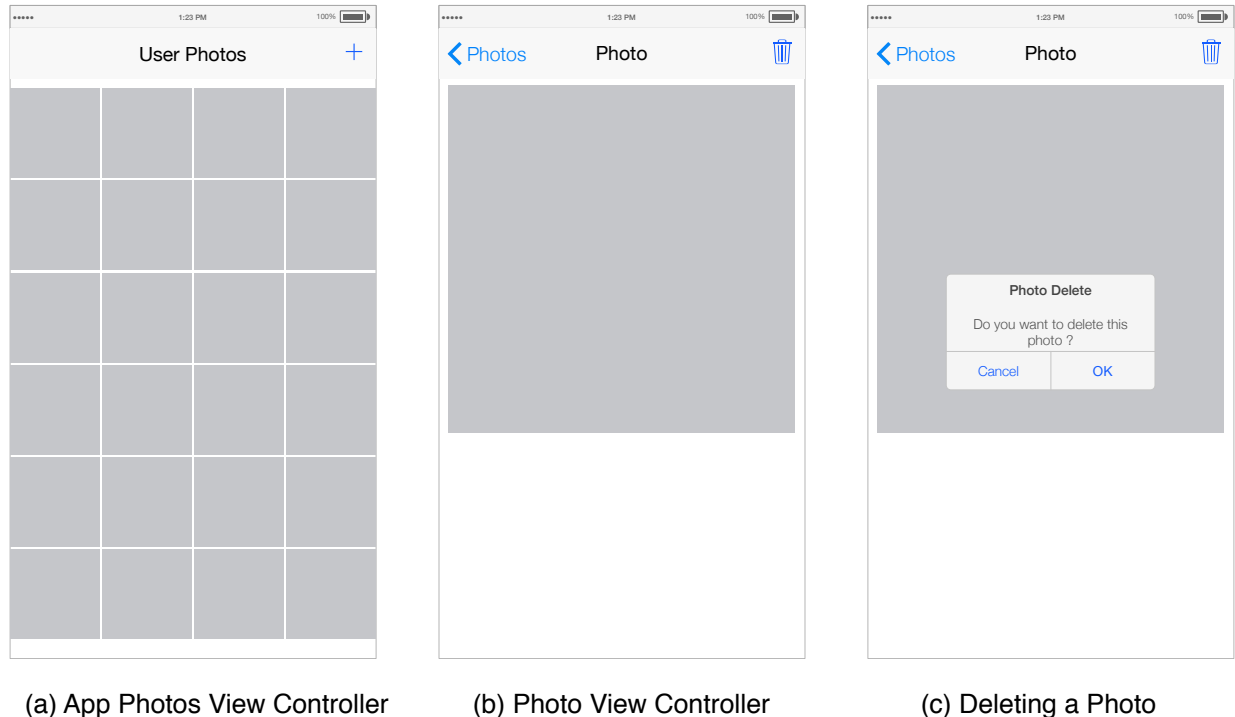 1:23 PM 100%
User Photos +
(a) App Photos View Controller
1:23 PM 100%
Photos Photo
(b) Photo View Controller
1:23 PM 100%
Photos Photo
Photo Delete
Do you want to delete this
photo ?
Cancel OK
(c) Deleting a Photo